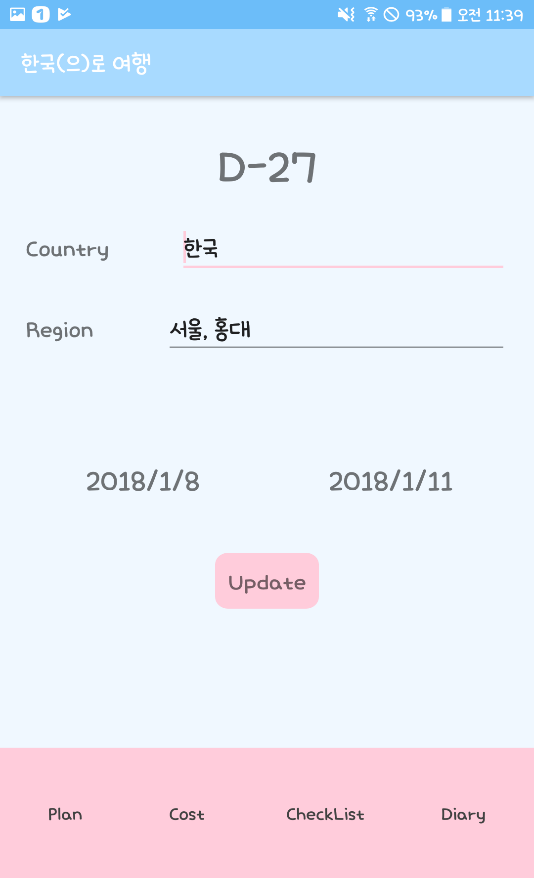 1 93% 오전 11:39
한국(으)로 여행
D-27
Country 한국
Region 서울, 홍대
2018/1/8 2018/1/11
Update
Plan Cost CheckList Diary